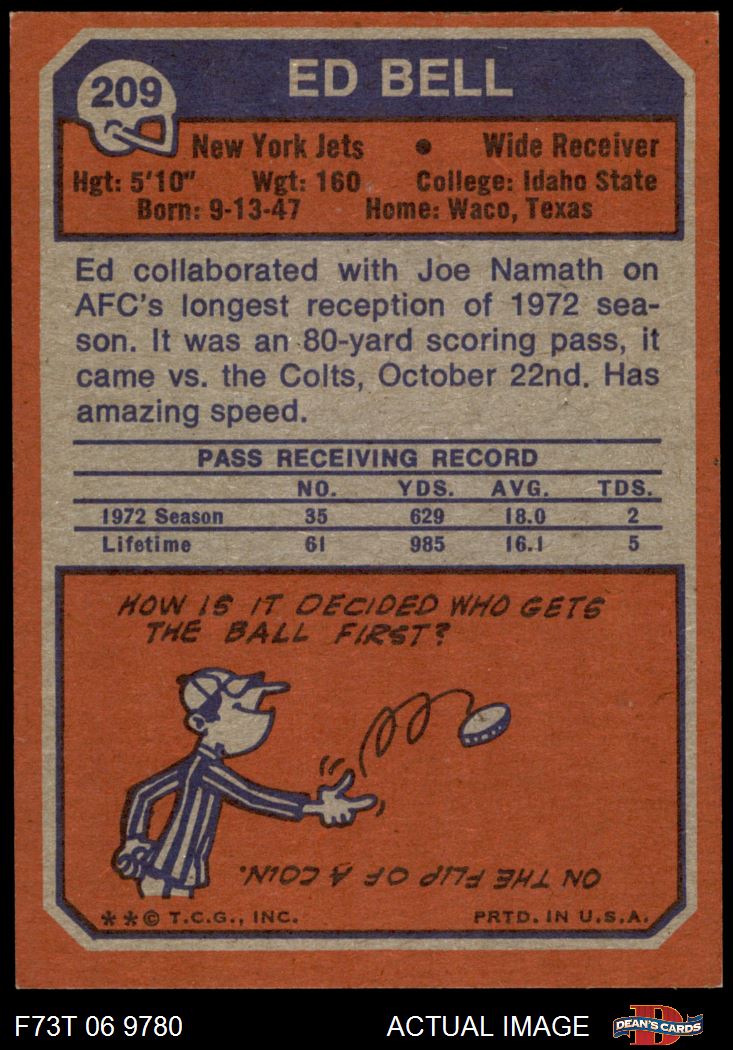 209
ED BELL
New York Jets • Wide Receiver
Hgt: 5'10" Wgt: 160 College: Idaho State
Born: 9-13-47 Home: Waco, Texas
Ed collaborated with Joe Namath on
AFC's longest reception of 1972 sea-
son. It was an 80-yard scoring pass, it
came vs. the Colts, October 22nd. Has
amazing speed.
PASS RECEIVING RECORD
NO. YDS. AVG. TDS.
1972 Season 35 629 18.0 2
Lifetime 61 985 16.1 5
HOW IS IT DECIDED WHO GETS
THE BALL FIRST?
ON THE FLIP OF A COIN.
**© T.C.G., INC. PRTD. IN U.S.A.
F73T 06 9780 ACTUAL IMAGE D DEAN'S CARDS